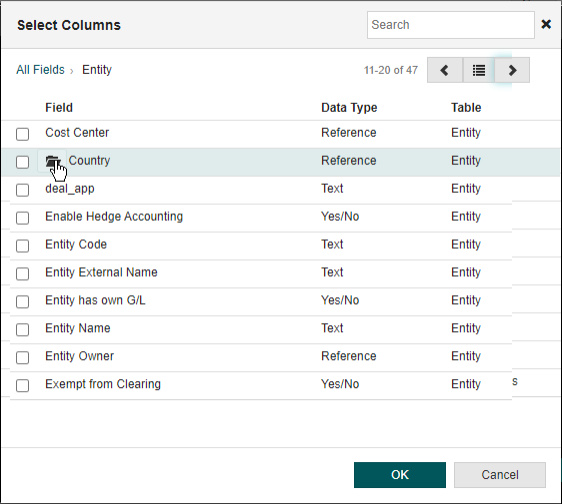 Select Columns Search
All Fields › Entity 11-20 of 47
Field Data Type Table
Cost Center Reference Entity
Country Reference Entity
deal_app Text Entity
Enable Hedge Accounting Yes/No Entity
Entity Code Text Entity
Entity External Name Text Entity
Entity has own G/L Yes/No Entity
Entity Name Text Entity
Entity Owner Reference Entity
Exempt from Clearing Yes/No Entity s
OK Cancel